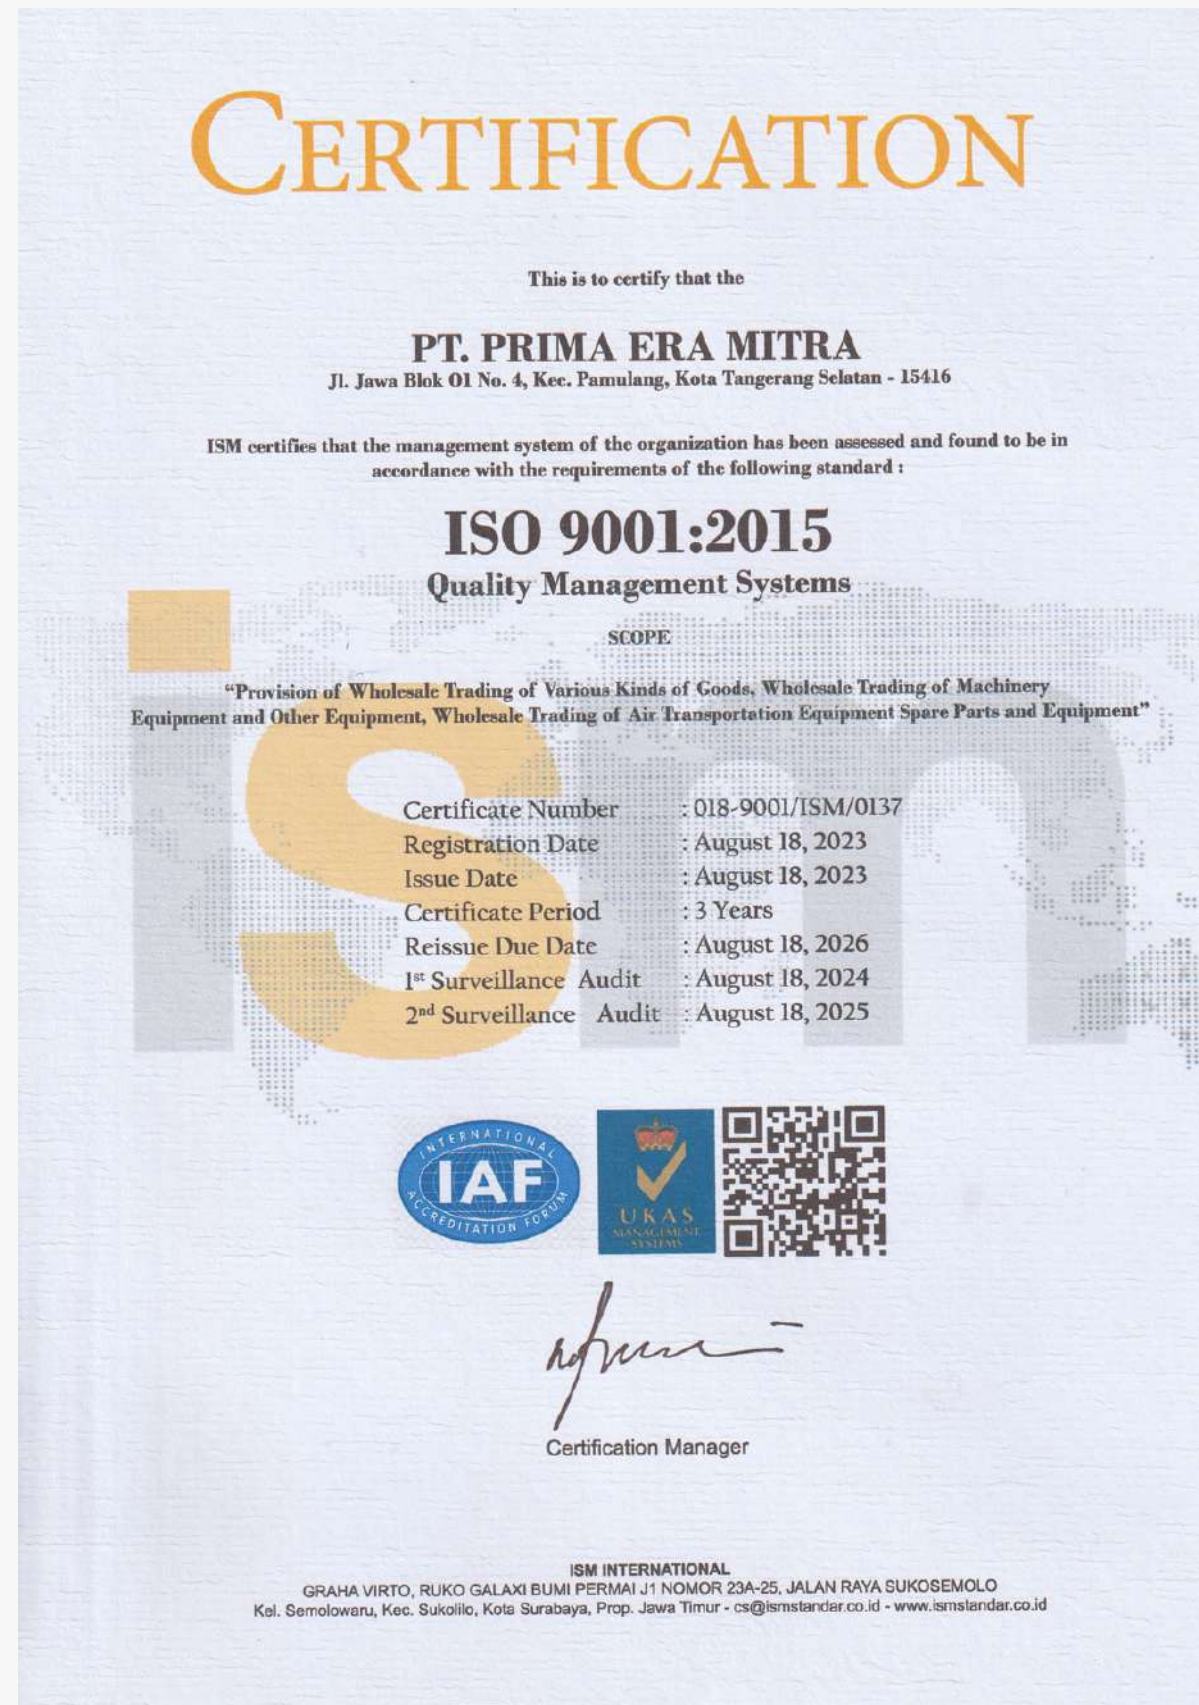 CERTIFICATION
This is to certify that the
PT. PRIMA ERA MITRA
Jl. Jawa Blok O1 No. 4, Kec. Pamulang, Kota Tangerang Selatan - 15416
ISM certifies that the management system of the organization has been assessed and found to be in
accordance with the requirements of the following standard :
ISO 9001:2015
Quality Management Systems
SCOPE
“Provision of Wholesale Trading of Various Kinds of Goods, Wholesale Trading of Machinery
Equipment and Other Equipment, Wholesale Trading of Air Transportation Equipment Spare Parts and Equipment”
ism
Certificate Number : 018-9001/ISM/0137
Registration Date : August 18, 2023
Issue Date : August 18, 2023
Certificate Period : 3 Years
Reissue Due Date : August 18, 2026
1st Surveillance Audit : August 18, 2024
2nd Surveillance Audit : August 18, 2025
INTERNATIONAL
IAF
ACCREDITATION FORUM
UKAS
MANAGEMENT
SYSTEMS
Certification Manager
ISM INTERNATIONAL
GRAHA VIRTO, RUKO GALAXI BUMI PERMAI J1 NOMOR 23A-25, JALAN RAYA SUKOSEMOLO
Kel. Semolowaru, Kec. Sukolilo, Kota Surabaya, Prop. Jawa Timur - cs@ismstandar.co.id - www.ismstandar.co.id